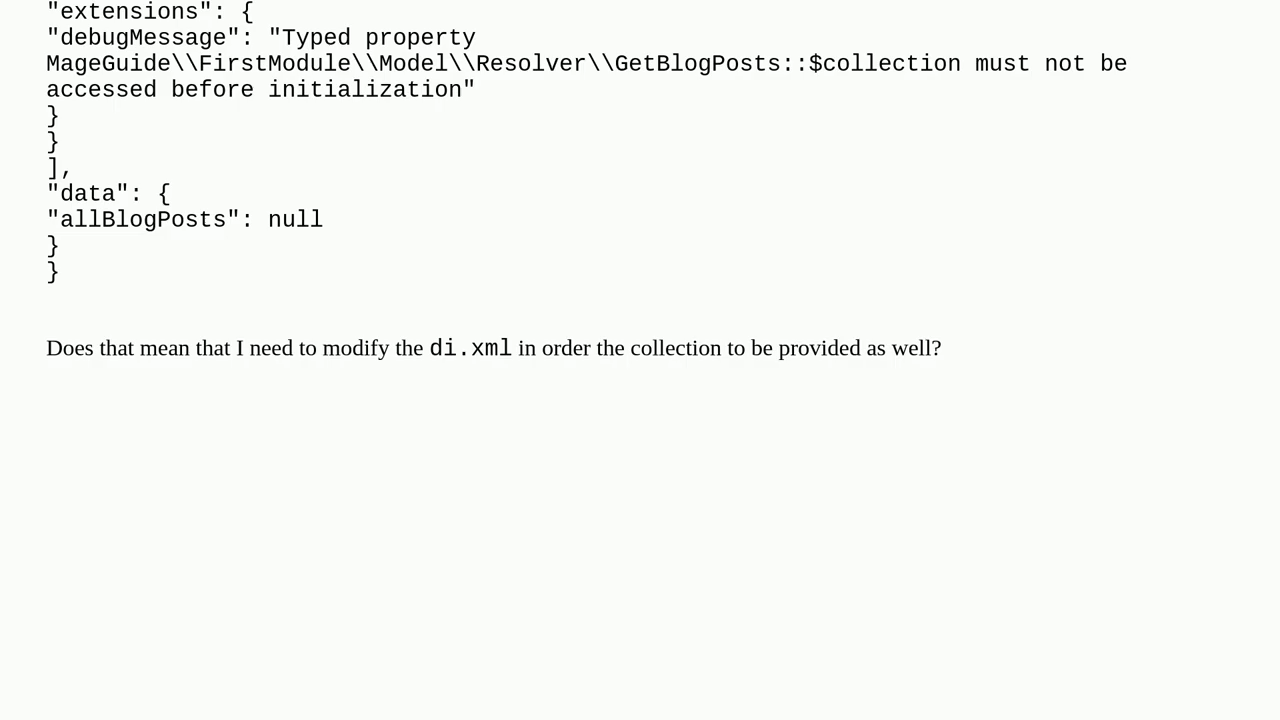 "extensions": {
"debugMessage": "Typed property
MageGuide\\FirstModule\\Model\\Resolver\\GetBlogPosts::$collection must not be
accessed before initialization"
}
}
],
"data": {
"allBlogPosts": null
}
}
Does that mean that I need to modify the di.xml in order the collection to be provided as well?